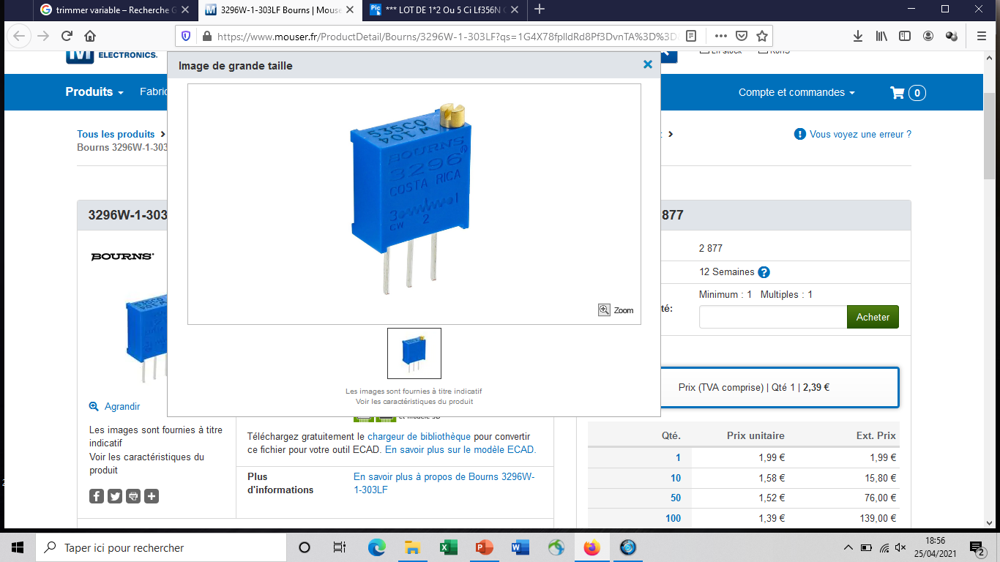 trimmer variable – Recherche G
3296W-1-303LF Bourns | Mouse
*** LOT DE 1*2 Ou 5 Ci Lf356N
https://www.mouser.fr/ProductDetail/Bourns/3296W-1-303LF?qs=1G4X78fpIldRd8Pf3DvnTA%3D%3D
ELECTRONICS.
En stock
RoHS
Image de grande taille
Produits
Fabric
Compte et commandes
0
Tous les produits
Bourns 3296W-1-303
Vous voyez une erreur ?
535C0
W104
BOURNS
3296
COSTA RICA
3
1
CW
2
Zoom
Les images sont fournies à titre indicatif
Voir les caractéristiques du produit
3296W-1-303
BOURNS
Agrandir
Les images sont fournies à titre
indicatif
Voir les caractéristiques du
produit
et modèle 3D
Téléchargez gratuitement le chargeur de bibliothèque pour convertir
ce fichier pour votre outil ECAD. En savoir plus sur le modèle ECAD.
Plus
d'informations
En savoir plus à propos de Bourns 3296W-
1-303LF
877
2 877
12 Semaines
Minimum : 1 Multiples : 1
té:
Acheter
Prix (TVA comprise) | Qté 1 | 2,39 €
Qté. Prix unitaire Ext. Prix
1 1,99 € 1,99 €
10 1,58 € 15,80 €
50 1,52 € 76,00 €
100 1,39 € 139,00 €
Taper ici pour rechercher
18:56
25/04/2021
2